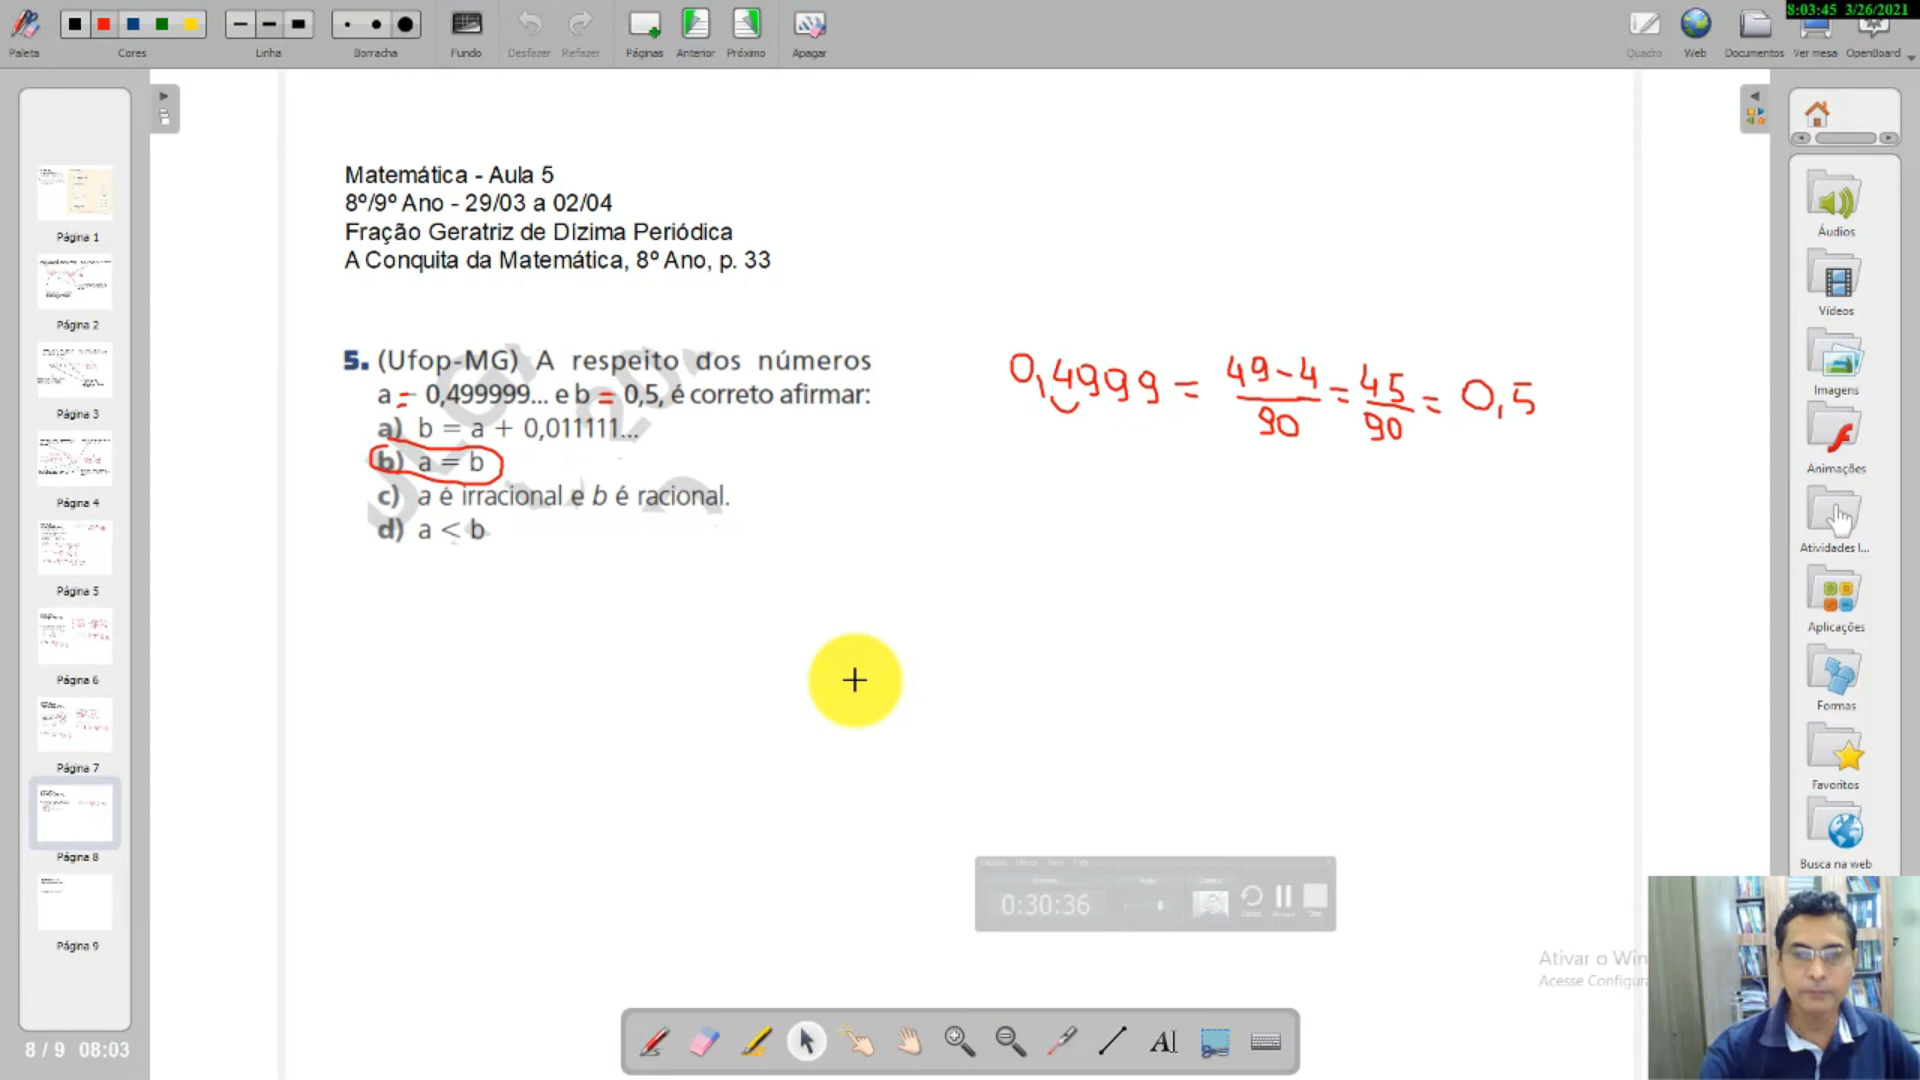 8:03:45 3/26/2021
Paleta
Cores
Linha
Borracha
Fundo
Desfazer
Refazer
Páginas
Anterior
Próximo
Apagar
Quadro
Web
Documentos
Ver mesa
OpenBoard
Matemática - Aula 5
8º/9º Ano - 29/03 a 02/04
Fração Geratriz de Dízima Periódica
A Conquita da Matemática, 8º Ano, p. 33
5. (Ufop-MG) A respeito dos números
a = 0,499999... e b = 0,5, é correto afirmar:
a) b = a + 0,011111...
b) a = b
c) a é irracional e b é racional.
d) a < b
0,4999 = 49-4/90 = 45/90 = 0,5
Página 1
Página 2
Página 3
Página 4
Página 5
Página 6
Página 7
Página 8
Página 9
8 / 9 08:03
Áudios
Vídeos
Imagens
Animações
Atividades I...
Aplicações
Formas
Favoritos
Busca na web
0:30:36
Ativar o Win
Acesse Configura